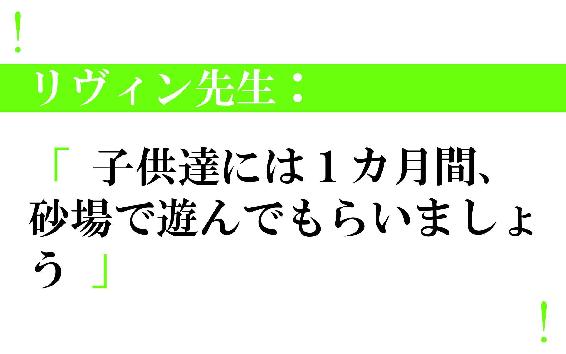 !
リヴィン先生：
「 子供達には１カ月間、
砂場で遊んでもらいましょ
う 」
!